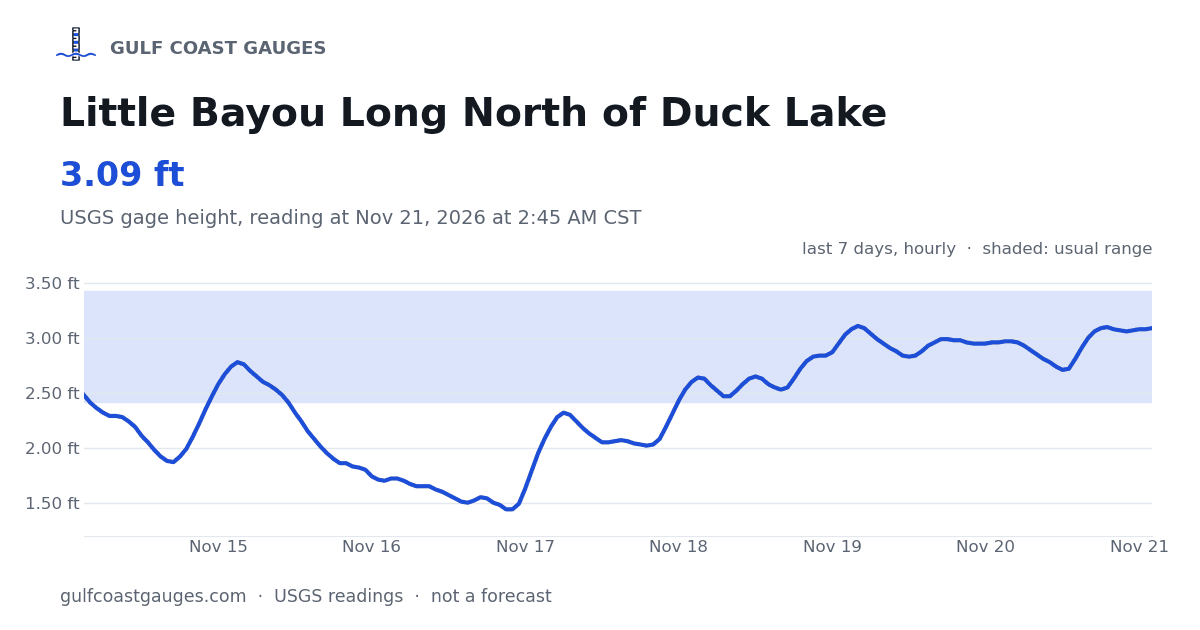 GULF COAST GAUGES
Little Bayou Long North of Duck Lake
3.09 ft
USGS gage height, reading at Nov 21, 2026 at 2:45 AM CST
last 7 days, hourly · shaded: usual range
3.50 ft
3.00 ft
2.50 ft
2.00 ft
1.50 ft
Nov 15 Nov 16 Nov 17 Nov 18 Nov 19 Nov 20 Nov 21
gulfcoastgauges.com · USGS readings · not a forecast